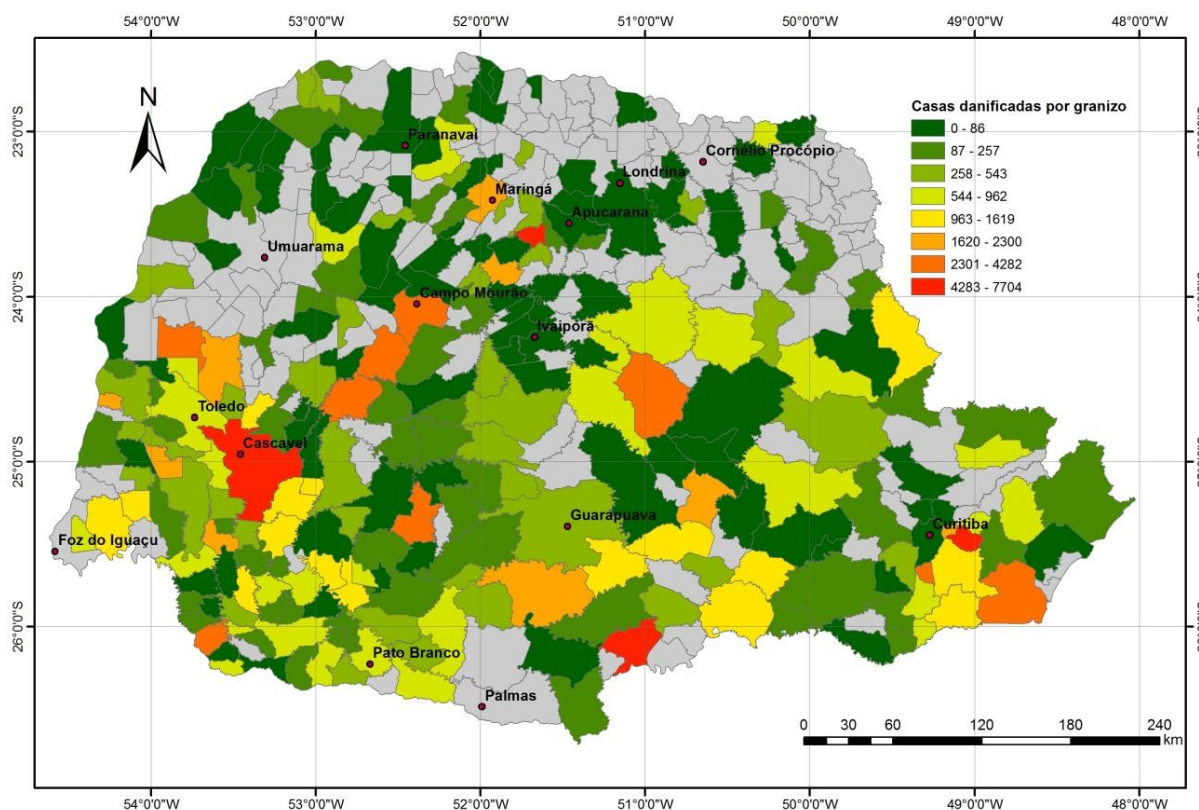 54°0'0"W 53°0'0"W 52°0'0"W 51°0'0"W 50°0'0"W 49°0'0"W 48°0'0"W
N
Casas danificadas por granizo
0 - 86
87 - 257
258 - 543
544 - 962
963 - 1619
1620 - 2300
2301 - 4282
4283 - 7704
23°0'0"S
Paranavaí
Cornélio Procópio
Londrina
Maringá
Apucarana
Umuarama
24°0'0"S
Campo Mourão
Ivaiporã
Toledo
Cascavel
25°0'0"S
Guarapuava
Curitiba
Foz do Iguaçu
26°0'0"S
Pato Branco
Palmas
0 30 60 120 180 240
km
54°0'0"W 53°0'0"W 52°0'0"W 51°0'0"W 50°0'0"W 49°0'0"W 48°0'0"W